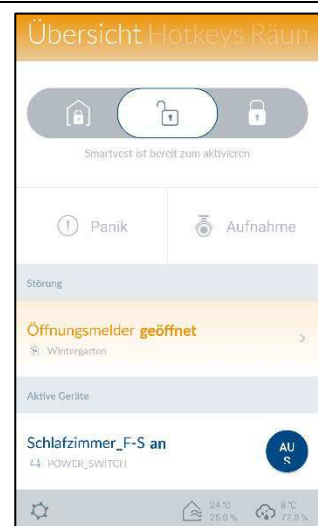 Übersicht Hotkeys Räun
Smartvest ist bereit zum aktivieren
Panik
Aufnahme
Störung
Öffnungsmelder geöffnet
Wintergarten
Aktive Geräte
Schlafzimmer_F-S an
AU
S
POWER_SWITCH
24 °C
25.0 %
8 °C
77.0 %